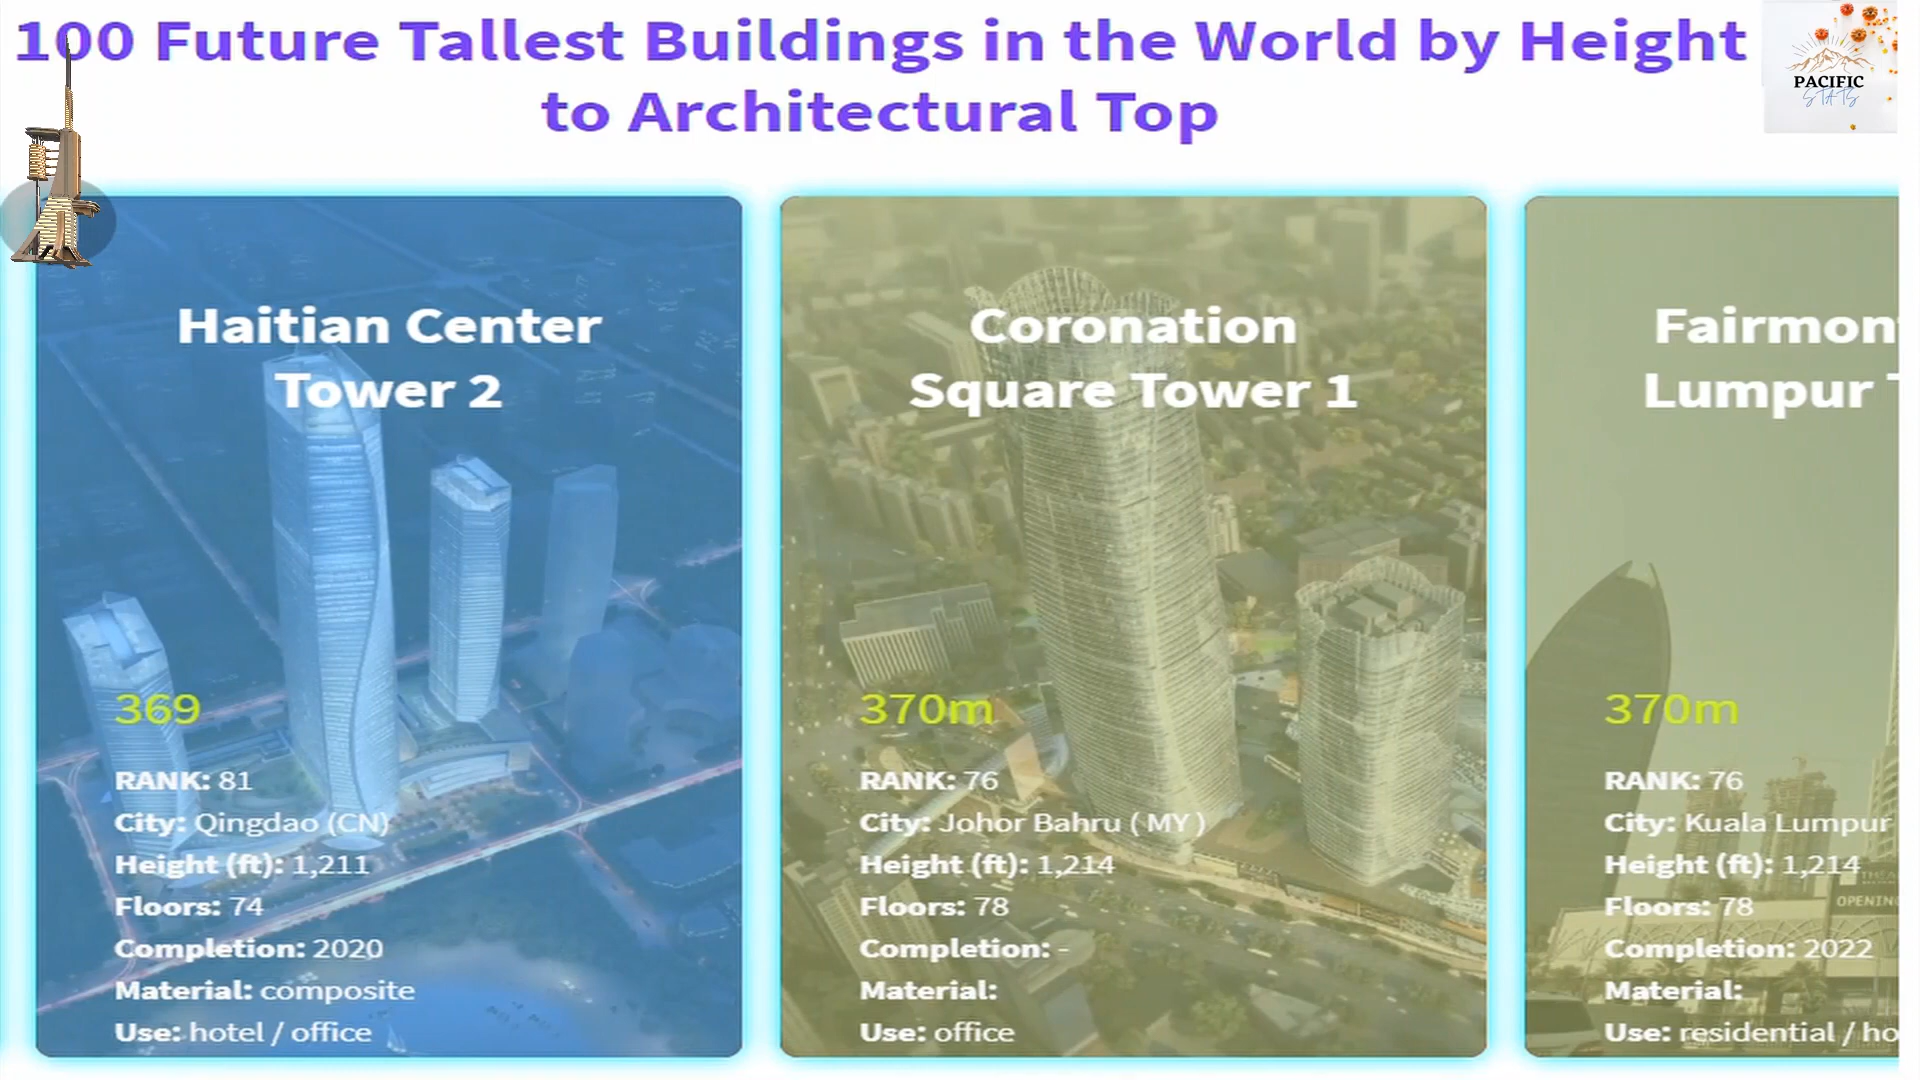 100 Future Tallest Buildings in the World by Height
to Architectural Top
PACIFIC
STATS
Haitian Center
Tower 2
369
RANK: 81
City: Qingdao (CN)
Height (ft): 1,211
Floors: 74
Completion: 2020
Material: composite
Use: hotel / office
Coronation
Square Tower 1
370m
RANK: 76
City: Johor Bahru ( MY )
Height (ft): 1,214
Floors: 78
Completion: -
Material:
Use: office
Fairmon
Lumpur
370m
RANK: 76
City: Kuala Lumpur
Height (ft): 1,214
Floors: 78
Completion: 2022
Material:
Use: residential / ho
OPENING